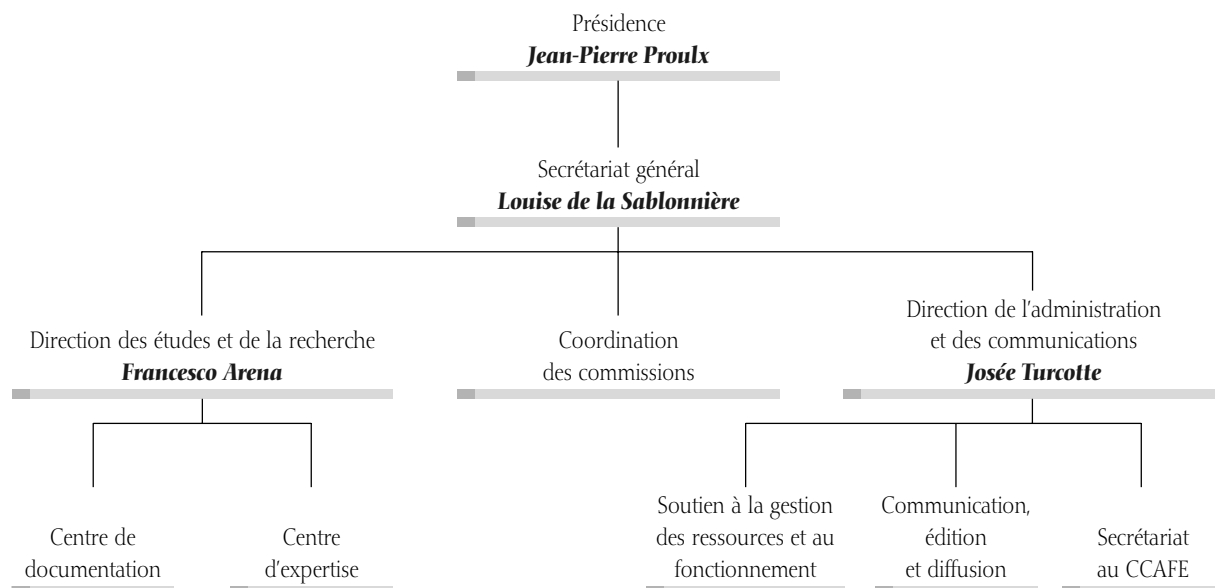 Présidence
Jean-Pierre Proulx
Secrétariat général
Louise de la Sablonnière
Direction des études et de la recherche
Francesco Arena
Coordination
des commissions
Direction de l'administration
et des communications
Josée Turcotte
Centre de
documentation
Centre
d'expertise
Soutien à la gestion
des ressources et au
fonctionnement
Communication,
édition
et diffusion
Secrétariat
au CCAFE